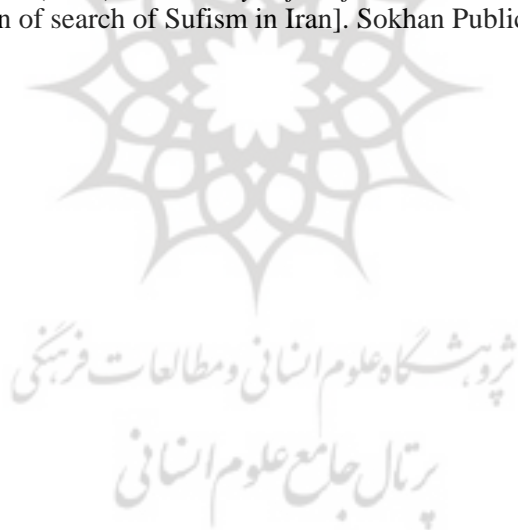 n of search of Sufism in Iran]. Sokhan Public
پژوهشگاه علوم انسانی و مطالعات فرهنگی
پرتال جامع علوم انسانی